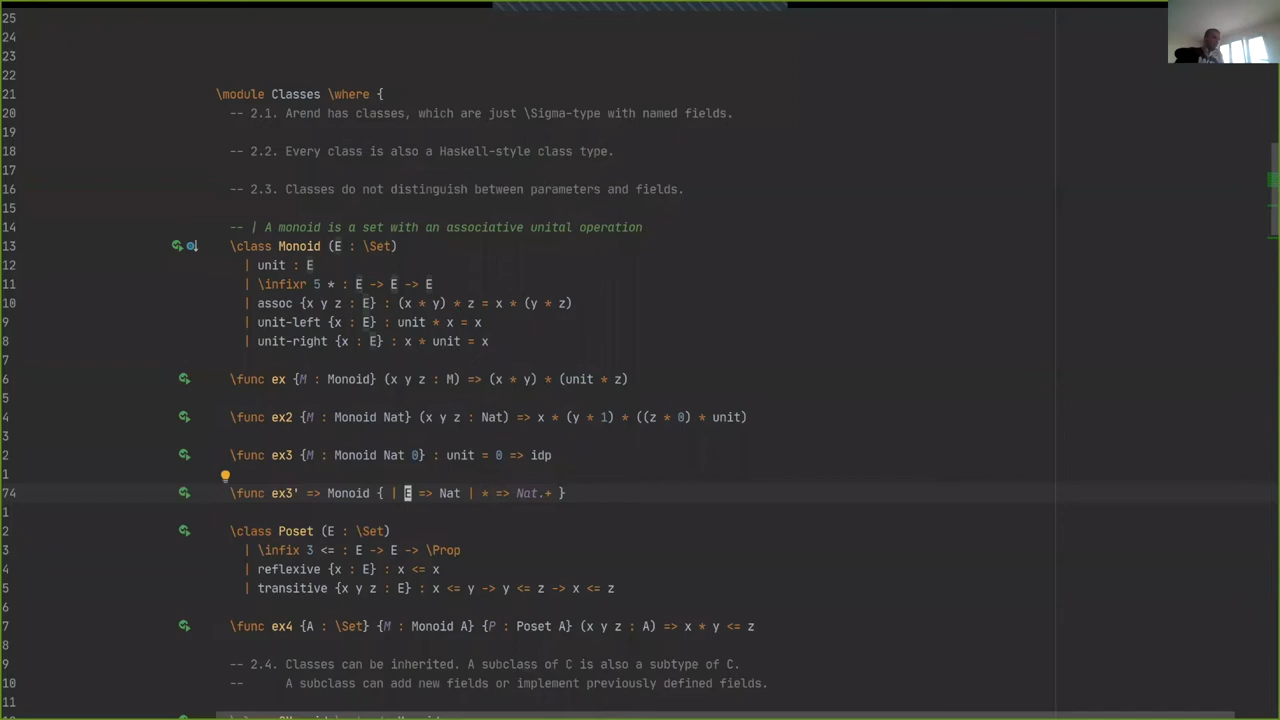 25
24
23
22
21 \module Classes \where {
20 -- 2.1. Arend has classes, which are just \Sigma-type with named fields.
19
18 -- 2.2. Every class is also a Haskell-style class type.
17
16 -- 2.3. Classes do not distinguish between parameters and fields.
15
14 -- | A monoid is a set with an associative unital operation
13 \class Monoid (E : \Set)
12 | unit : E
11 | \infixr 5 * : E -> E -> E
10 | assoc {x y z : E} : (x * y) * z = x * (y * z)
9 | unit-left {x : E} : unit * x = x
8 | unit-right {x : E} : x * unit = x
7
6 \func ex {M : Monoid} (x y z : M) => (x * y) * (unit * z)
5
4 \func ex2 {M : Monoid Nat} (x y z : Nat) => x * (y * 1) * ((z * 0) * unit)
3
2 \func ex3 {M : Monoid Nat 0} : unit = 0 => idp
1
74 \func ex3' => Monoid { | E => Nat | * => Nat.+ }
1
2 \class Poset (E : \Set)
3 | \infix 3 <= : E -> E -> \Prop
4 | reflexive {x : E} : x <= x
5 | transitive {x y z : E} : x <= y -> y <= z -> x <= z
6
7 \func ex4 {A : \Set} {M : Monoid A} {P : Poset A} (x y z : A) => x * y <= z
8
9 -- 2.4. Classes can be inherited. A subclass of C is also a subtype of C.
10 -- A subclass can add new fields or implement previously defined fields.
11